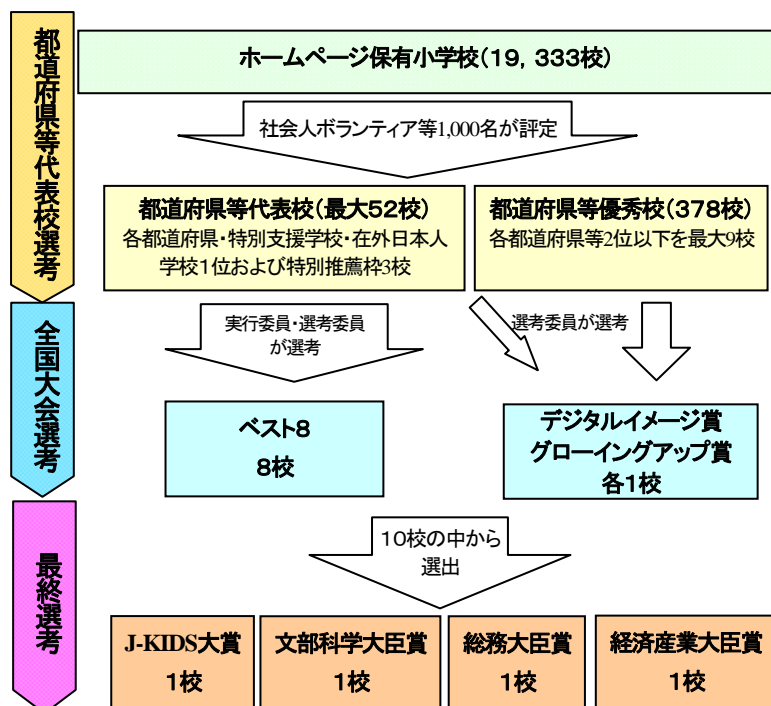 都道府県等代表校選考
ホームページ保有小学校(19，333校)
社会人ボランティア等1,000名が評定
都道府県等代表校(最大52校)
各都道府県・特別支援学校・在外日本人
学校1位および特別推薦枠3校
都道府県等優秀校(378校)
各都道府県等2位以下を最大9校
全国大会選考
実行委員・選考委員
が選考
選考委員が選考
ベスト8
8校
デジタルイメージ賞
グローイングアップ賞
各1校
最終選考
10校の中から
選出
J-KIDS大賞
1校
文部科学大臣賞
1校
総務大臣賞
1校
経済産業大臣賞
1校